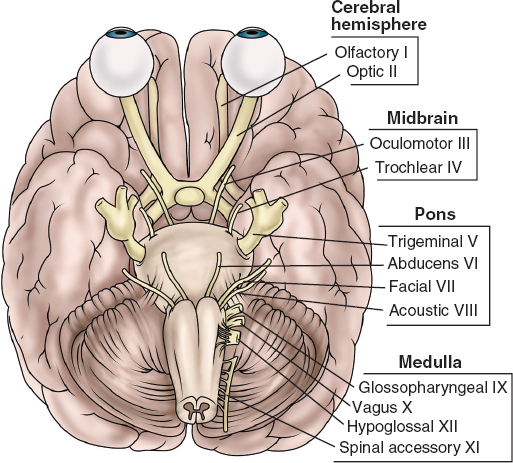 Cerebral
hemisphere
Olfactory I
Optic II
Midbrain
Oculomotor III
Trochlear IV
Pons
Trigeminal V
Abducens VI
Facial VII
Acoustic VIII
Medulla
Glossopharyngeal IX
Vagus X
Hypoglossal XII
Spinal accessory XI